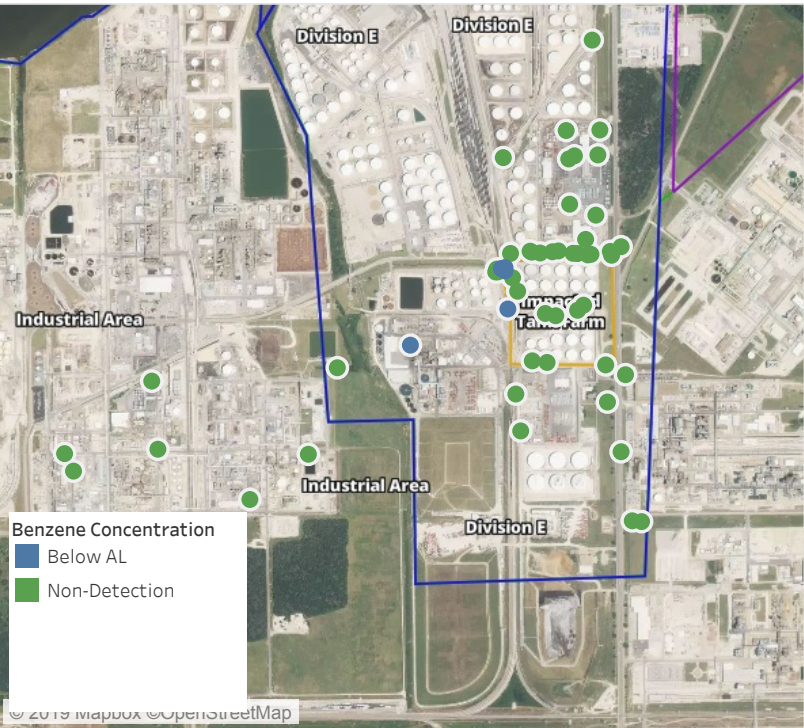 Division E
Division E
Industrial Area
Impacted
Tank Farm
Industrial Area
Division E
Benzene Concentration
Below AL
Non-Detection
© 2019 Mapbox ©OpenStreetMap